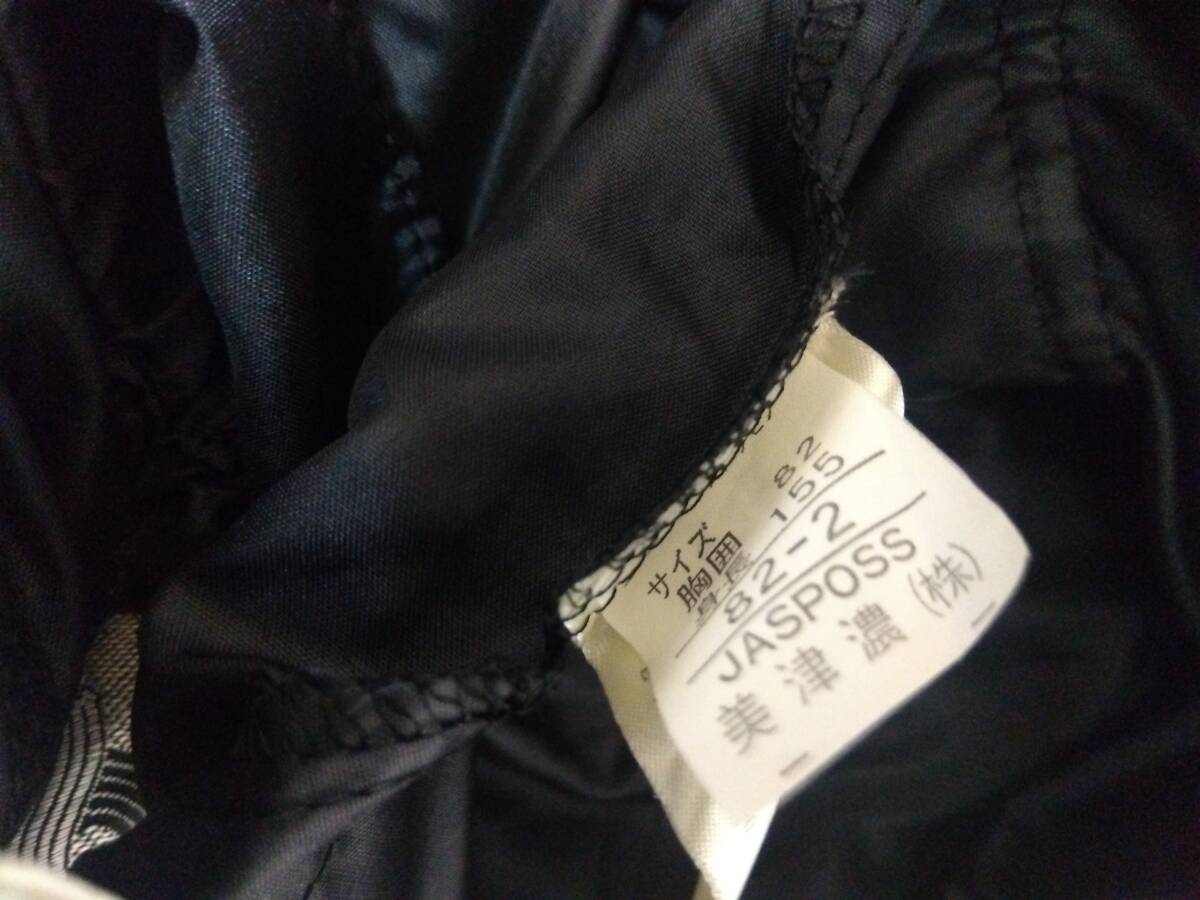 サイズ
胸囲 82
身長 155
82-2
JASPOSS
美津濃(株)